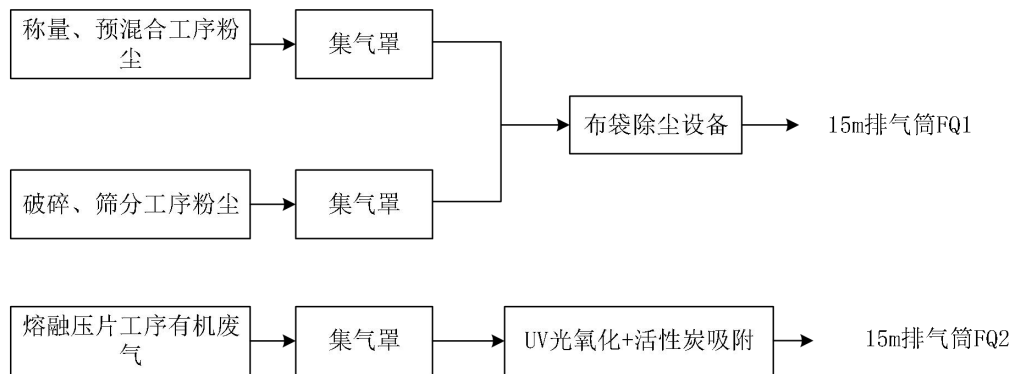 称量、预混合工序粉
尘
集气罩
布袋除尘设备
15m排气筒FQ1
破碎、筛分工序粉尘
集气罩
熔融压片工序有机废
气
集气罩
UV光氧化+活性炭吸附
15m排气筒FQ2